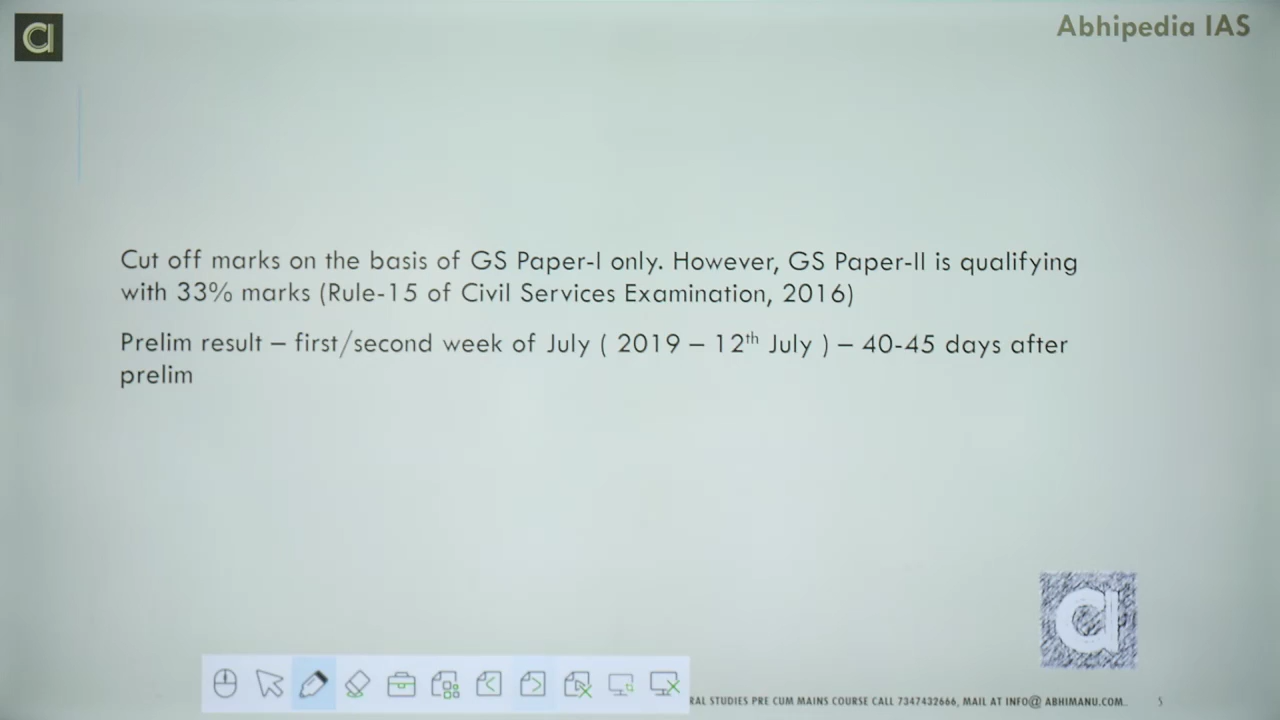 Abhipedia IAS
Cut off marks on the basis of GS Paper-I only. However, GS Paper-II is qualifying
with 33% marks (Rule-15 of Civil Services Examination, 2016)
Prelim result – first/second week of July ( 2019 – 12th July ) – 40-45 days after
prelim
RAL STUDIES PRE CUM MAINS COURSE CALL 7347432666, MAIL AT INFO@ ABHIMANU.COM.. 5